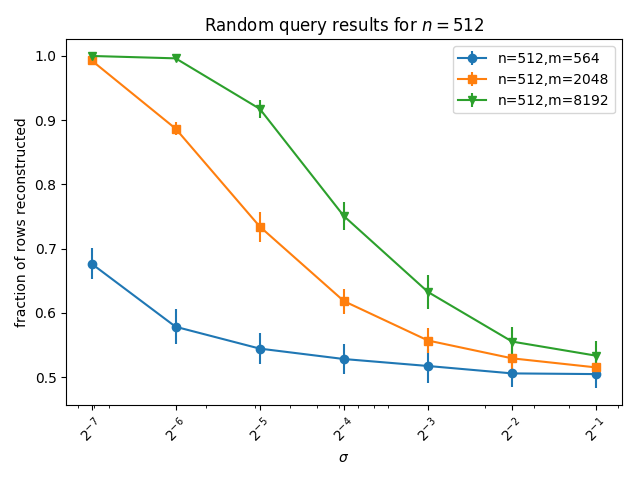 Random query results for n = 512
fraction of rows reconstructed
1.0
0.9
0.8
0.7
0.6
0.5
n=512,m=564
n=512,m=2048
n=512,m=8192
2⁻⁷ 2⁻⁶ 2⁻⁵ 2⁻⁴ 2⁻³ 2⁻² 2⁻¹
σ